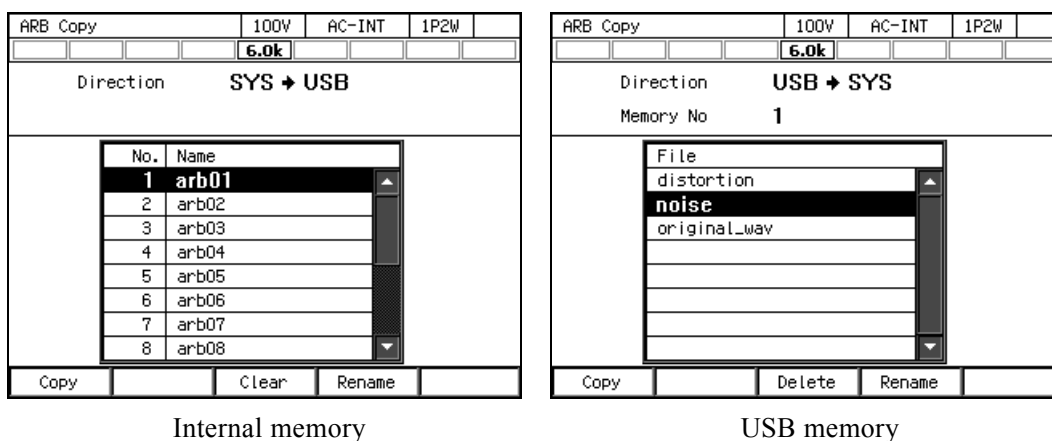 ARB Copy 100V AC-INT 1P2W
6.0k
Direction SYS → USB
No. Name
1 arb01
2 arb02
3 arb03
4 arb04
5 arb05
6 arb06
7 arb07
8 arb08
Copy Clear Rename
Internal memory
ARB Copy 100V AC-INT 1P2W
6.0k
Direction USB → SYS
Memory No 1
File
distortion
noise
original_wav
Copy Delete Rename
USB memory